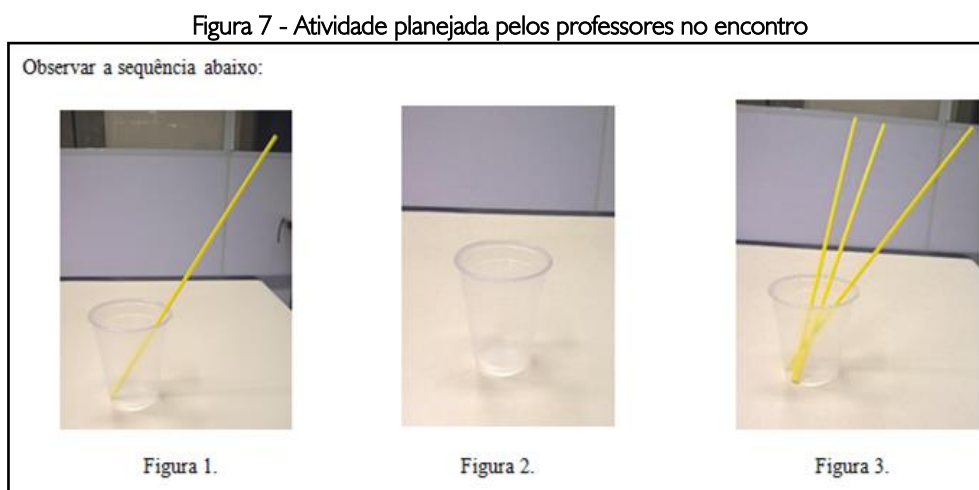 Figura 7 - Atividade planejada pelos professores no encontro
Observar a sequência abaixo:
Figura 1.
Figura 2.
Figura 3.